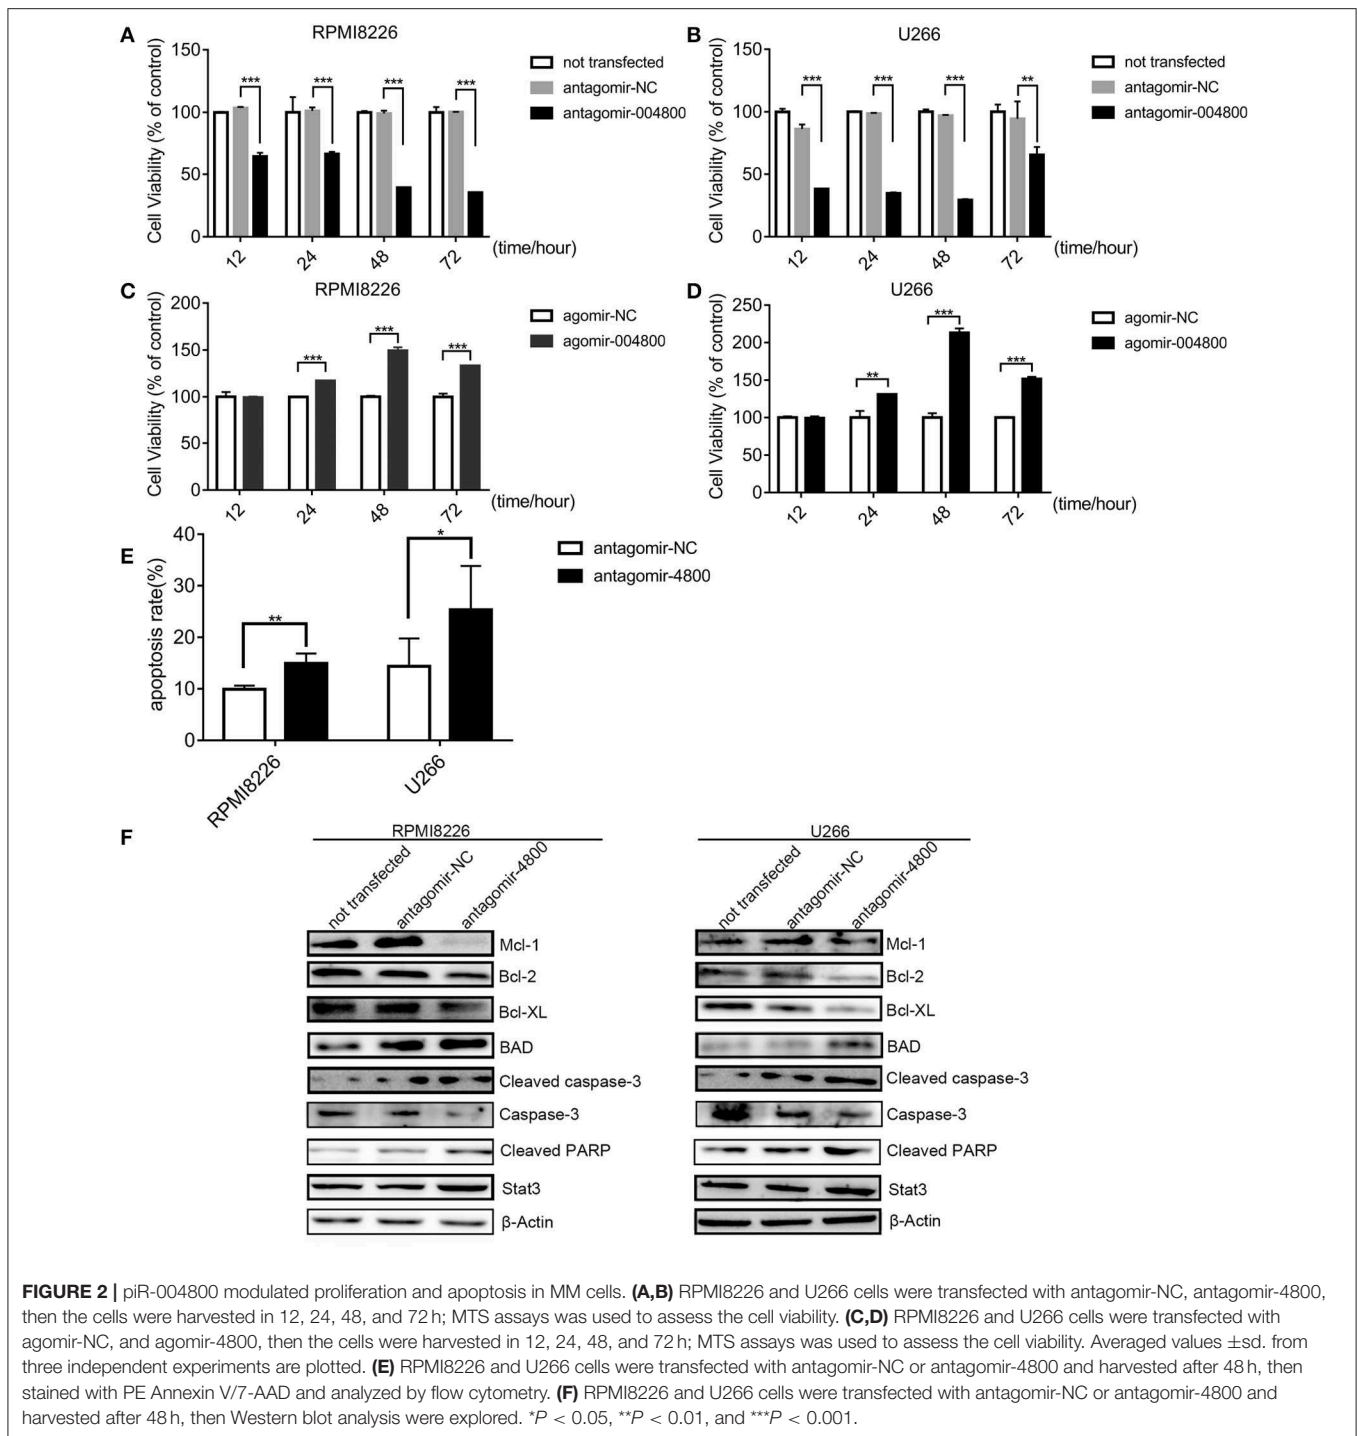 A
RPMI8226
Cell Viability (% of control)
150
100
50
0
***
***
***
***
12
24
48
72
(time/hour)
not transfected
antagomir-NC
antagomir-004800
B
U266
Cell Viability (% of control)
150
100
50
0
***
***
***
**
12
24
48
72
(time/hour)
not transfected
antagomir-NC
antagomir-004800
C
RPMI8226
Cell Viability (% of control)
200
150
100
50
0
***
***
***
12
24
48
72
(time/hour)
agomir-NC
agomir-004800
D
U266
Cell Viability (% of control)
250
200
150
100
50
0
**
***
***
12
24
48
72
(time/hour)
agomir-NC
agomir-004800
E
apoptosis rate(%)
40
30
20
10
0
**
*
RPMI8226
U266
antagomir-NC
antagomir-4800
F
RPMI8226
not transfected
antagomir-NC
antagomir-4800
Mcl-1
Bcl-2
Bcl-XL
BAD
Cleaved caspase-3
Caspase-3
Cleaved PARP
Stat3
β-Actin
U266
not transfected
antagomir-NC
antagomir-4800
Mcl-1
Bcl-2
Bcl-XL
BAD
Cleaved caspase-3
Caspase-3
Cleaved PARP
Stat3
β-Actin
FIGURE 2 | piR-004800 modulated proliferation and apoptosis in MM cells. (A,B) RPMI8226 and U266 cells were transfected with antagomir-NC, antagomir-4800,
then the cells were harvested in 12, 24, 48, and 72 h; MTS assays was used to assess the cell viability. (C,D) RPMI8226 and U266 cells were transfected with
agomir-NC, and agomir-4800, then the cells were harvested in 12, 24, 48, and 72 h; MTS assays was used to assess the cell viability. Averaged values ±sd. from
three independent experiments are plotted. (E) RPMI8226 and U266 cells were transfected with antagomir-NC or antagomir-4800 and harvested after 48 h, then
stained with PE Annexin V/7-AAD and analyzed by flow cytometry. (F) RPMI8226 and U266 cells were transfected with antagomir-NC or antagomir-4800 and
harvested after 48 h, then Western blot analysis were explored. *P < 0.05, **P < 0.01, and ***P < 0.001.